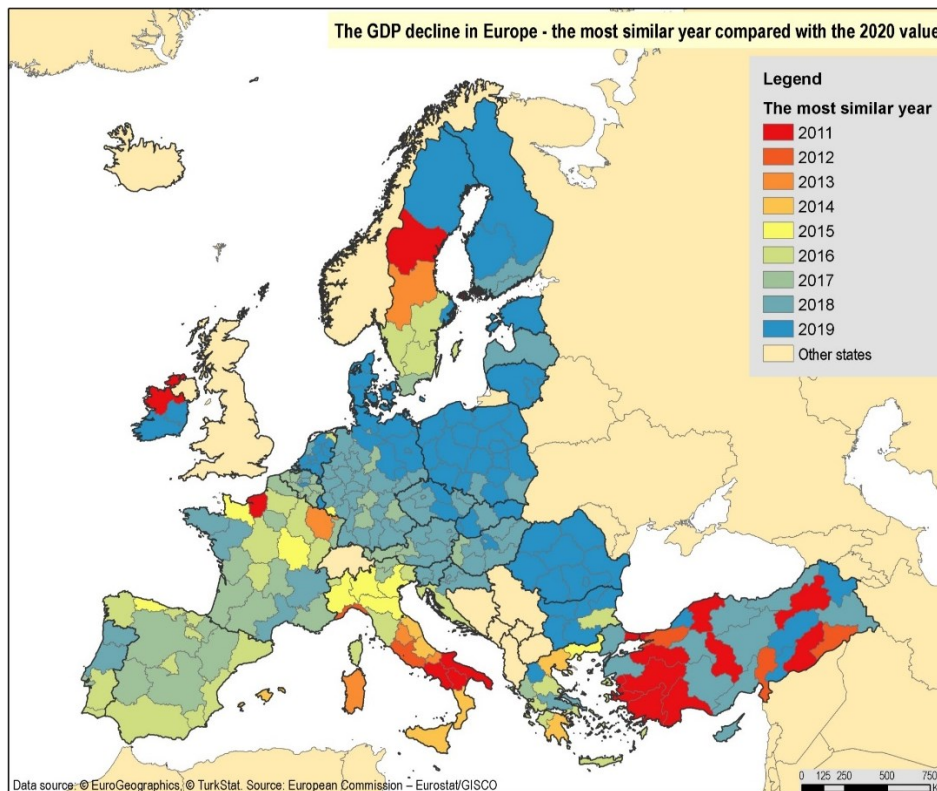 The GDP decline in Europe - the most similar year compared with the 2020 value
Legend
The most similar year
2011
2012
2013
2014
2015
2016
2017
2018
2019
Other states
Data source: © EuroGeographics, © TurkStat. Source: European Commission – Eurostat/GISCO
0 125 250 500 750